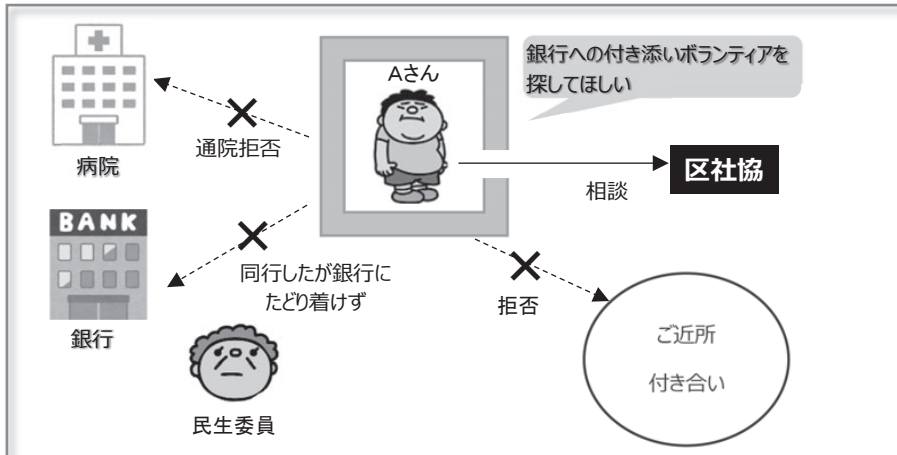 Aさん
銀行への付き添いボランティアを
探してほしい
病院
通院拒否
区社協
相談
BANK
同行したが銀行に
たどり着けず
銀行
拒否
ご近所
付き合い
民生委員